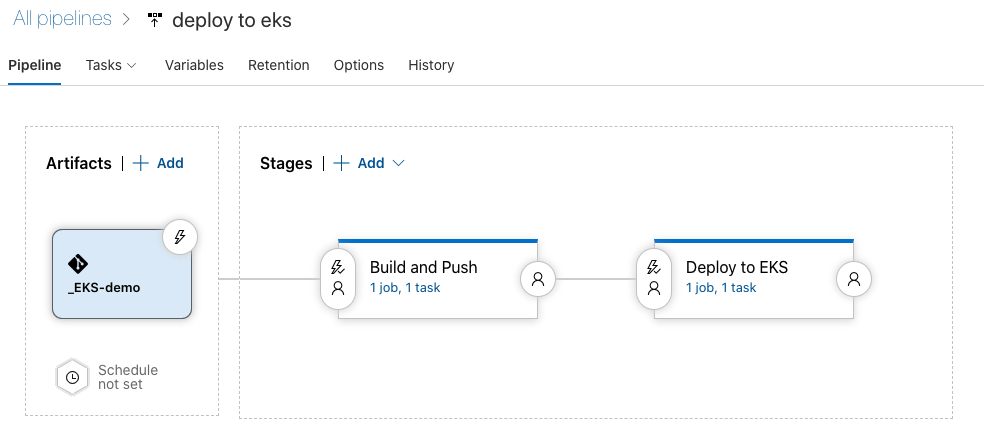 All pipelines > deploy to eks
Pipeline Tasks Variables Retention Options History
Artifacts | + Add
Stages | + Add
_EKS-demo
Build and Push
1 job, 1 task
Deploy to EKS
1 job, 1 task
Schedule
not set